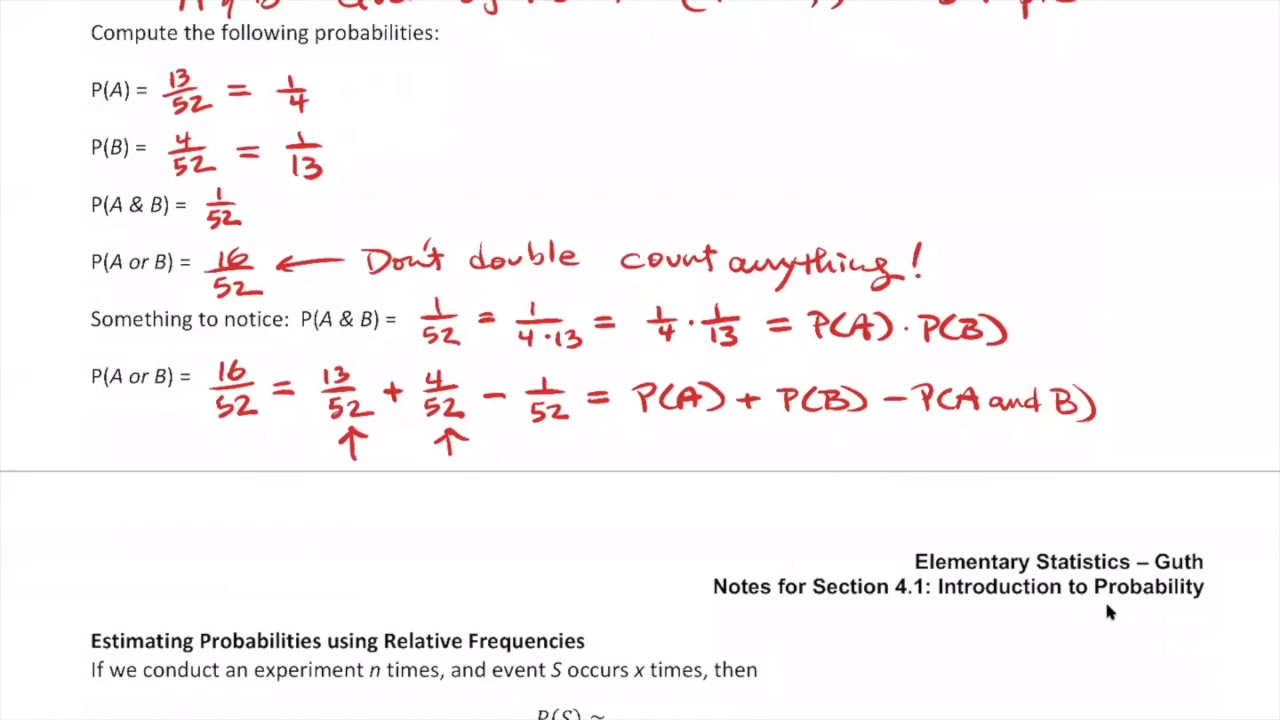 Compute the following probabilities:
P(A) = 13/52 = 1/4
P(B) = 4/52 = 1/13
P(A & B) = 1/52
P(A or B) = 16/52 ← Don't double count anything!
Something to notice: P(A & B) = 1/52 = 1/4·13 = 1/4 · 1/13 = P(A) · P(B)
P(A or B) = 16/52 = 13/52 + 4/52 − 1/52 = P(A) + P(B) − P(A and B)
↑ ↑
Elementary Statistics – Guth
Notes for Section 4.1: Introduction to Probability
Estimating Probabilities using Relative Frequencies
If we conduct an experiment n times, and event S occurs x times, then
P(S) ≈